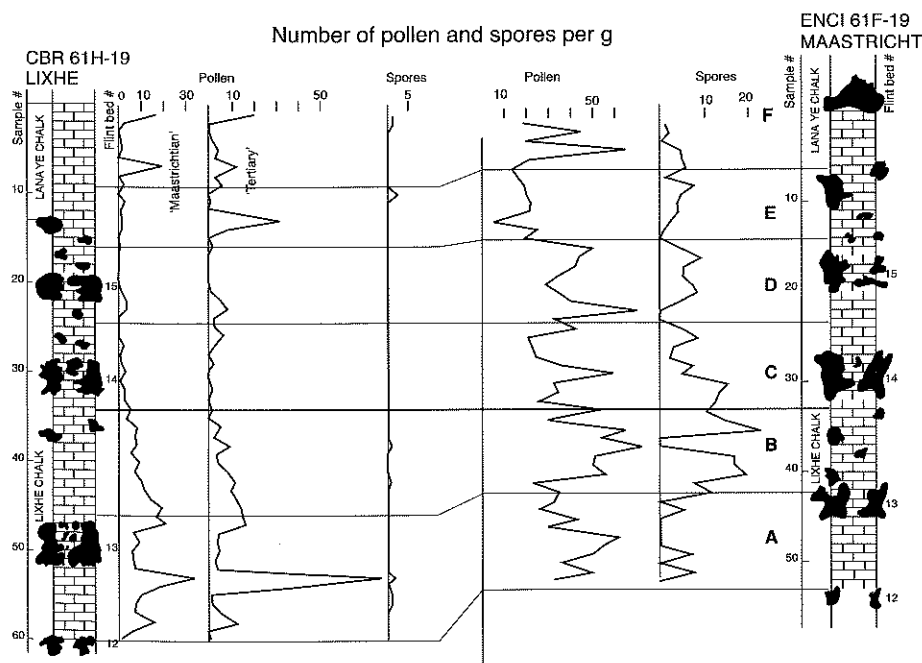 Number of pollen and spores per g
CBR 61H-19
LIXHE
ENCI 61F-19
MAASTRICHT
Sample #
Flint bed #
Pollen
Spores
Pollen
Spores
Sample #
Flint bed #
0 10 30
10 50
5
10 50
10 20
'Maastrichtian'
'Tertiary'
LANA YE CHALK
LIXHE CHALK
10
20
30
40
50
60
15
14
13
12
F
E
D
C
B
A
LANA YE CHALK
LIXHE CHALK
10
20
30
40
50
15
14
13
12